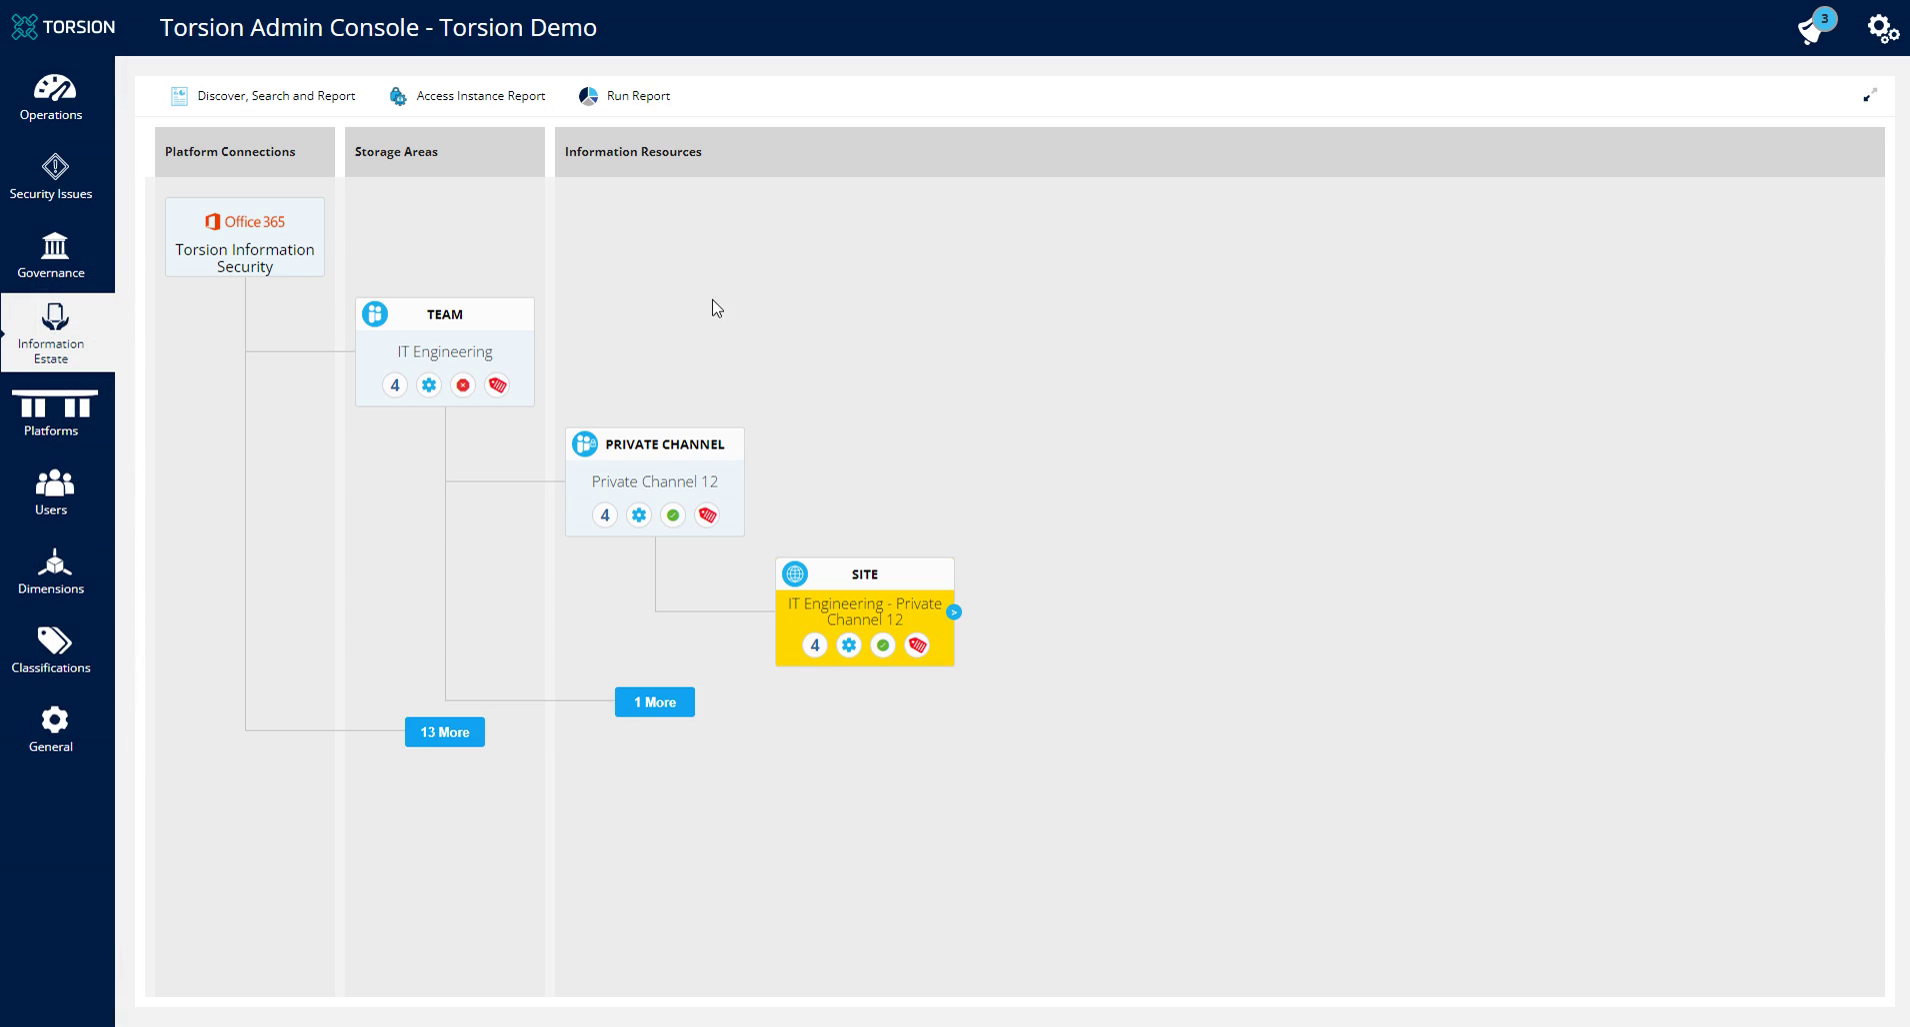 TORSION
Torsion Admin Console - Torsion Demo
3
Operations
Security Issues
Governance
Information
Estate
Platforms
Users
Dimensions
Classifications
General
Discover, Search and Report
Access Instance Report
Run Report
Platform Connections
Storage Areas
Information Resources
Office 365
Torsion Information
Security
TEAM
IT Engineering
4
PRIVATE CHANNEL
Private Channel 12
4
SITE
IT Engineering - Private
Channel 12
4
>
1 More
13 More